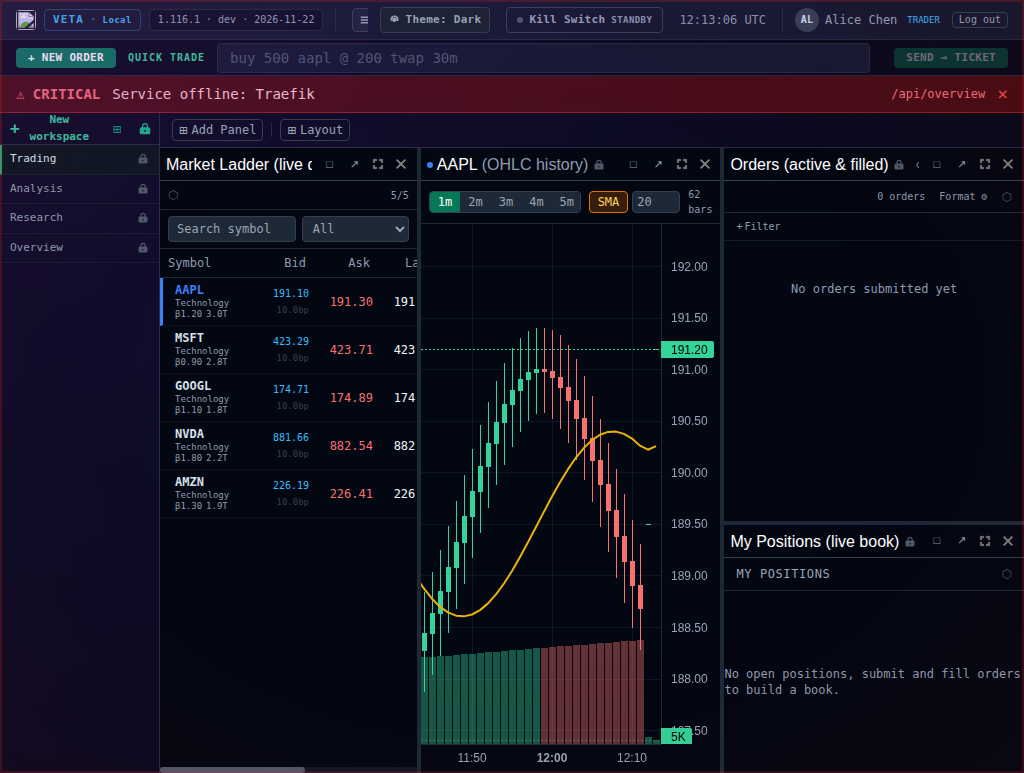 VETA · Local
1.116.1 · dev · 2026-11-22
Theme: Dark
Kill Switch STANDBY
12:13:06 UTC
AL
Alice Chen
TRADER
Log out
+ NEW ORDER
QUICK TRADE
buy 500 aapl @ 200 twap 30m
SEND → TICKET
⚠ CRITICAL Service offline: Traefik
/api/overview ×
+ New workspace
Trading
Analysis
Research
Overview
⊞ Add Panel
⊞ Layout
Market Ladder (live d
5/5
Search symbol
All
Symbol Bid Ask La
AAPL
Technology
β1.20 3.0T
191.10
10.0bp
191.30
191
MSFT
Technology
β0.90 2.8T
423.29
10.0bp
423.71
423
GOOGL
Technology
β1.10 1.8T
174.71
10.0bp
174.89
174
NVDA
Technology
β1.80 2.2T
881.66
10.0bp
882.54
882
AMZN
Technology
β1.30 1.9T
226.19
10.0bp
226.41
226
AAPL (OHLC history)
1m 2m 3m 4m 5m
SMA
20
62 bars
192.00
191.50
191.20
191.00
190.50
190.00
189.50
189.00
188.50
188.00
5K
11:50 12:00 12:10
Orders (active & filled)
0 orders
Format ⚙
+ Filter
No orders submitted yet
My Positions (live book)
MY POSITIONS
No open positions, submit and fill orders
to build a book.